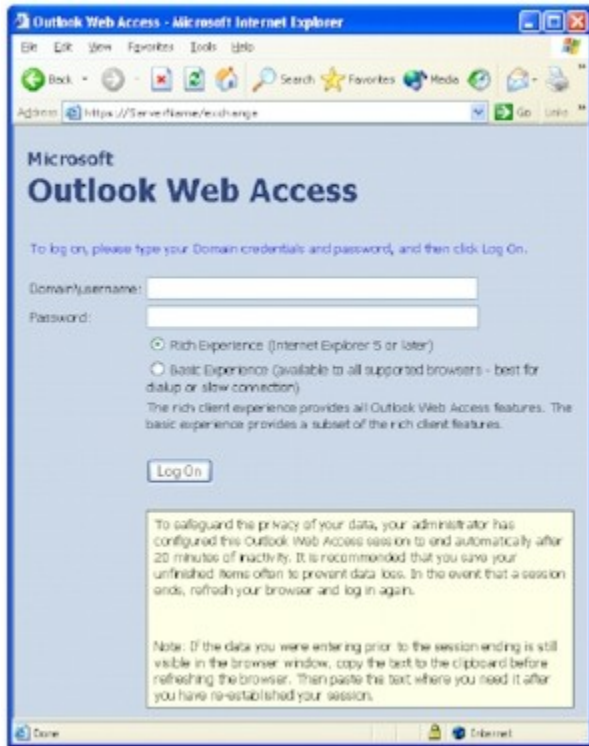 Outlook Web Access - Microsoft Internet Explorer
File Edit View Favorites Tools Help
Back Search Favorites Media
Address https://ServerName/exchange Go Links
Microsoft
Outlook Web Access
To log on, please type your Domain credentials and password, and then click Log On.
Domain\username:
Password:
Rich Experience (Internet Explorer 5 or later)
Basic Experience (available to all supported browsers - best for
dialup or slow connection)
The rich client experience provides all Outlook Web Access features. The
basic experience provides a subset of the rich client features.
Log On
To safeguard the privacy of your data, your administrator has
configured this Outlook Web Access session to end automatically after
20 minutes of inactivity. It is recommended that you save your
unfinished items often to prevent data loss. In the event that a session
ends, refresh your browser and log in again.
Note: If the data you were entering prior to the session ending is still
visible in the browser window, copy the text to the clipboard before
refreshing the browser. Then paste the text where you need it after
you have re-established your session.
Done Internet